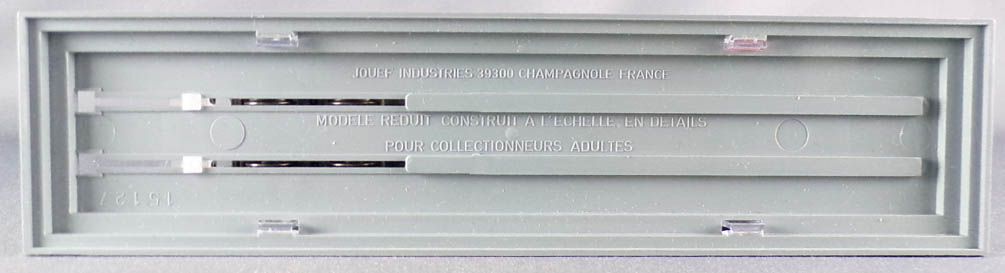 JOUEF INDUSTRIES 39300 CHAMPAGNOLE FRANCE
MODELE REDUIT CONSTRUIT A L'ECHELLE, EN DETAILS
POUR COLLECTIONNEURS ADULTES
15127